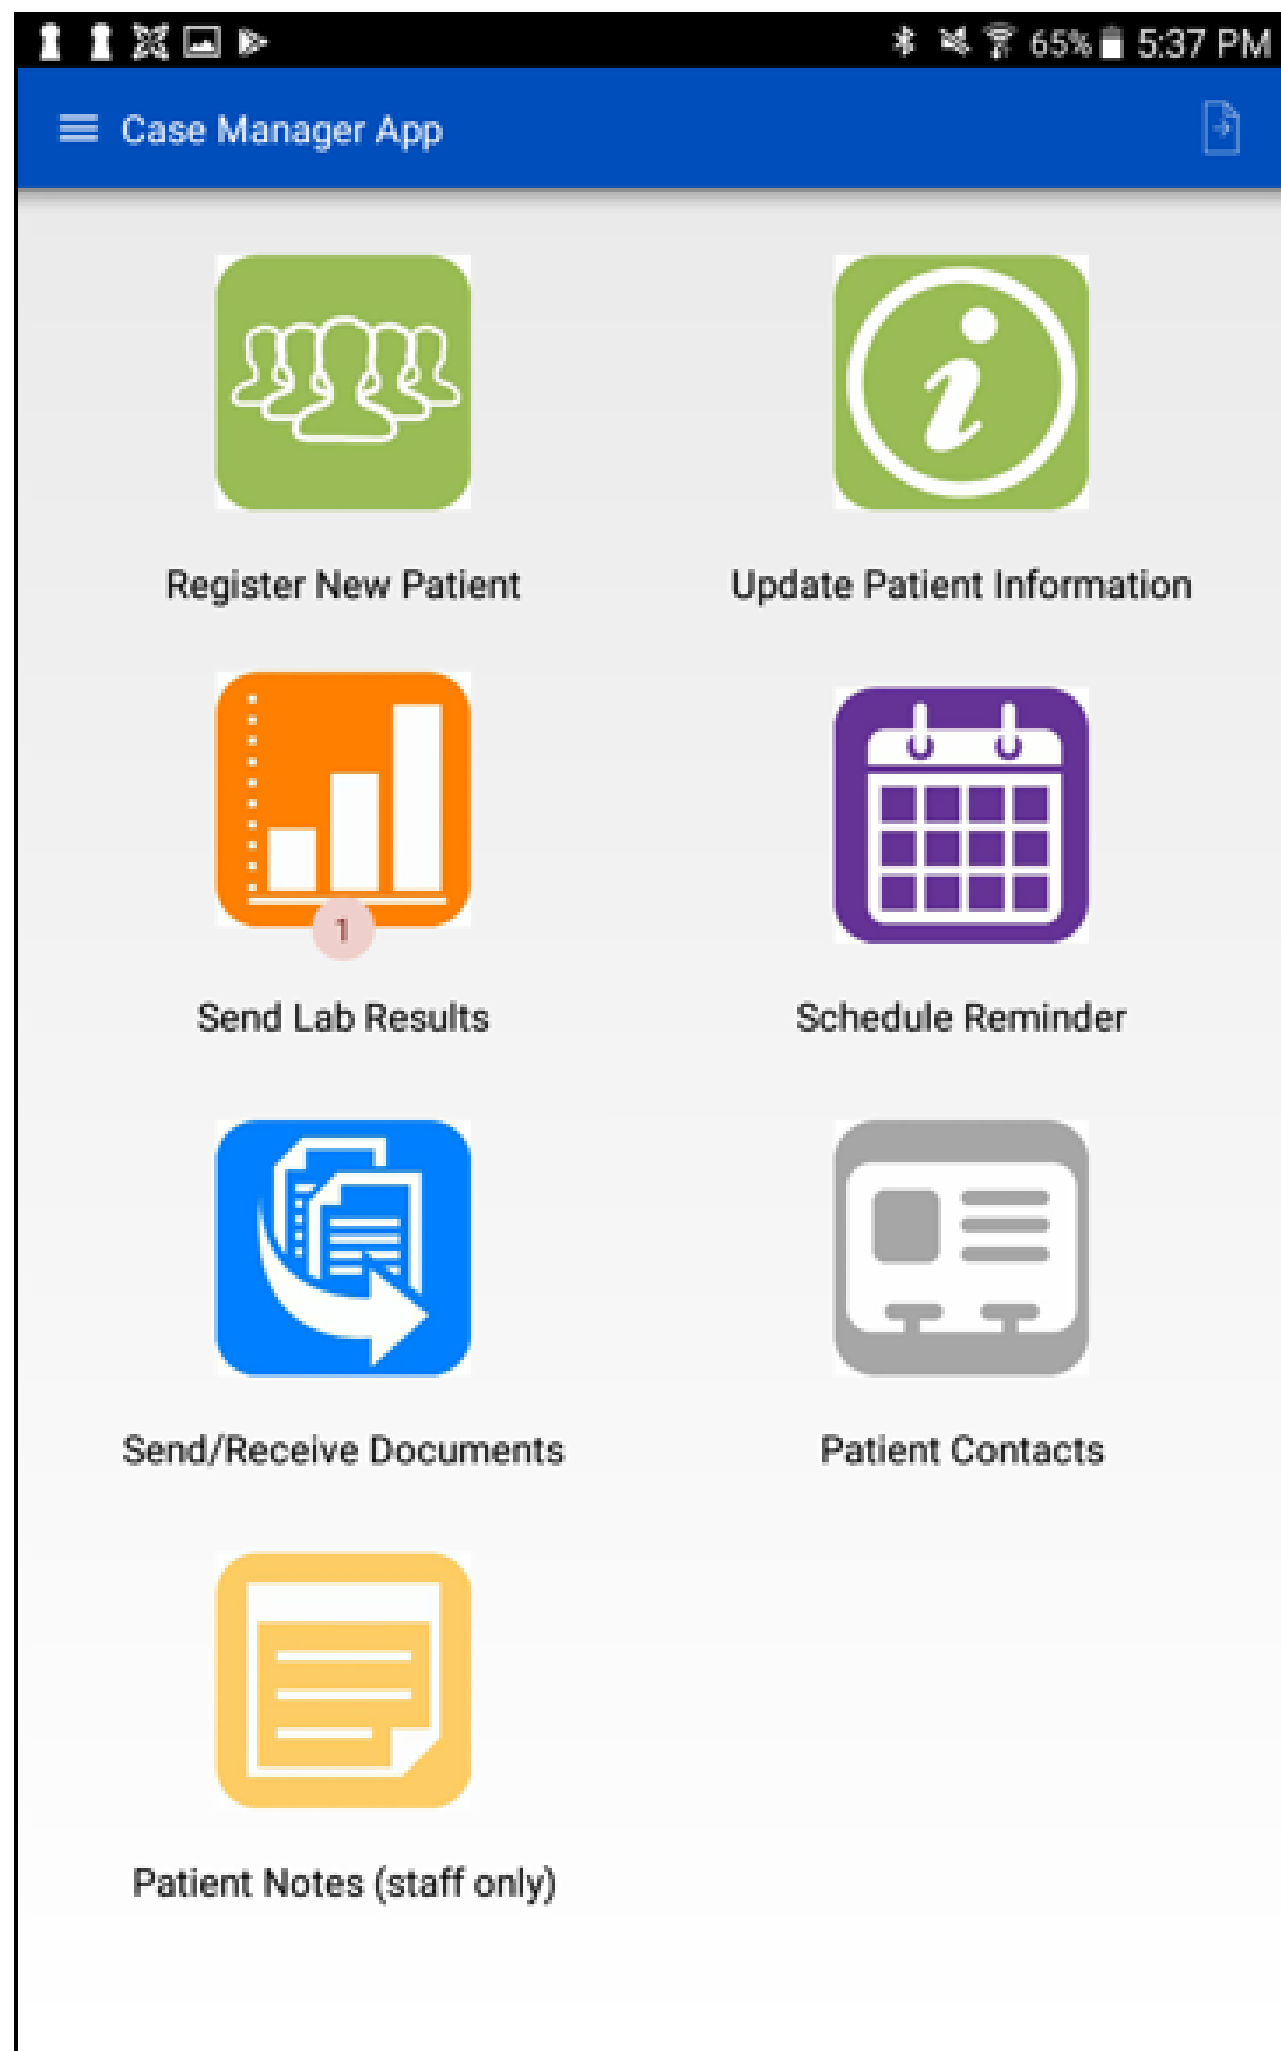 65% 5:37 PM
Case Manager App
Register New Patient
Update Patient Information
1
Send Lab Results
Schedule Reminder
Send/Receive Documents
Patient Contacts
Patient Notes (staff only)